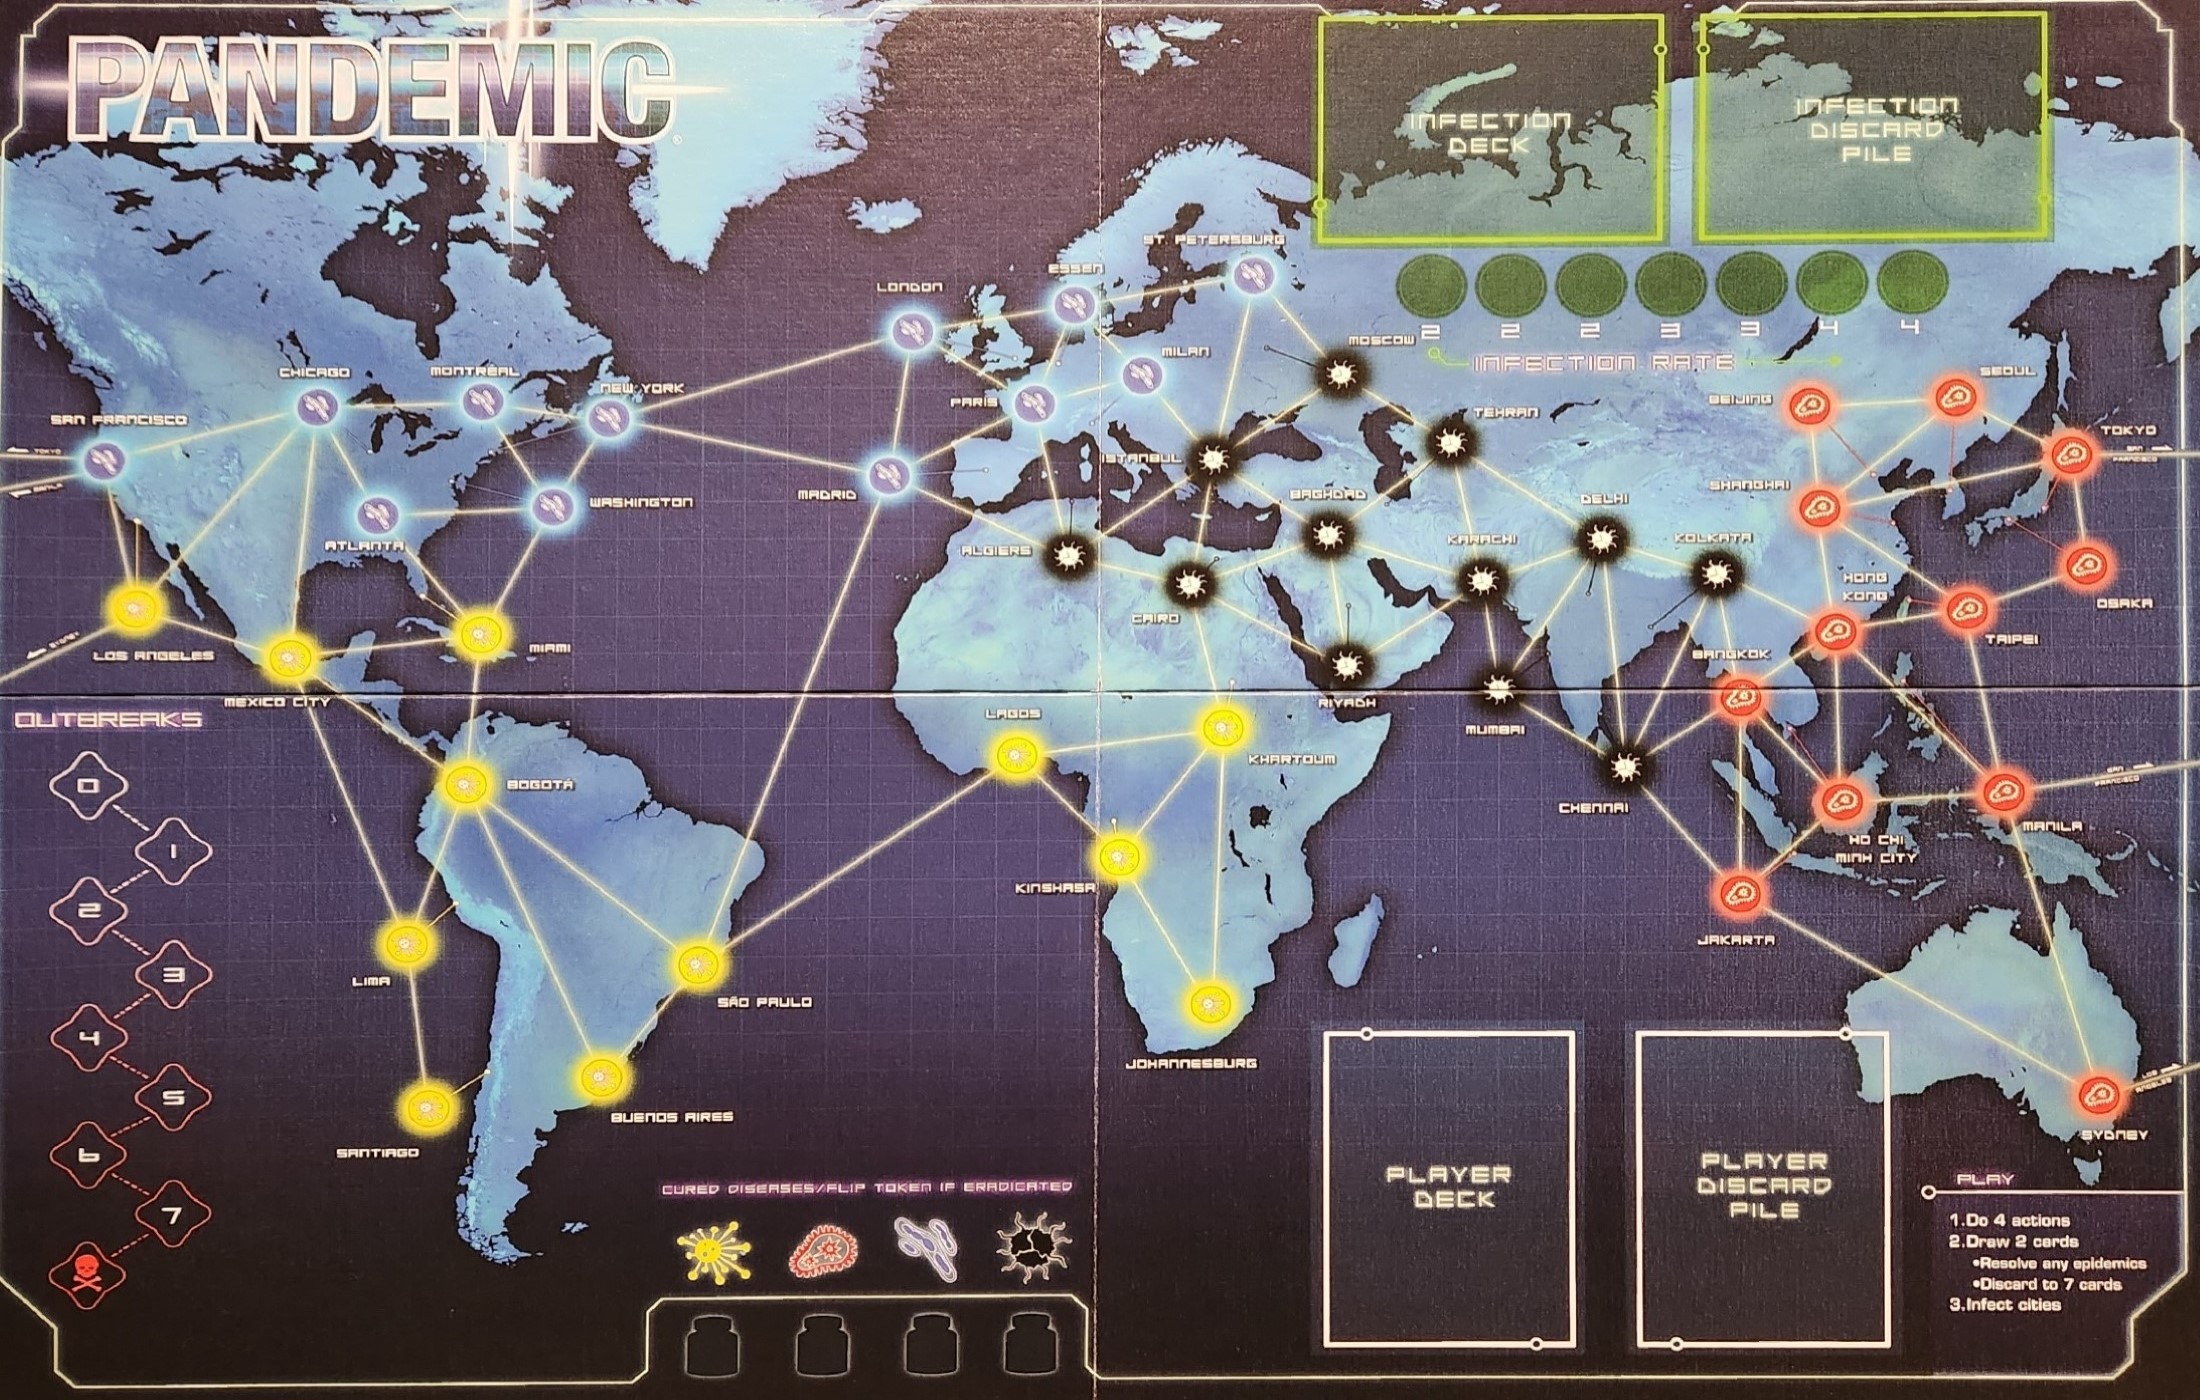 PANDEMIC
®
INFECTION
DECK
INFECTION
DISCARD
PILE
2
2
2
3
3
4
4
INFECTION RATE
ST. PETERSBURG
ESSEN
LONDON
MOSCOW
MILAN
CHICAGO
MONTRÉAL
NEW YORK
PARIS
SEOUL
BEIJING
TEHRAN
SAN FRANCISCO
TOKYO
TOKYO
SAN
FRANCISCO
ISTANBUL
MANILA
MADRID
WASHINGTON
BAGHDAD
DELHI
SHANGHAI
ATLANTA
ALGIERS
KARACHI
KOLKATA
HONG
KONG
OSAKA
CAIRO
TAIPEI
SYDNEY
LOS ANGELES
MIAMI
BANGKOK
MEXICO CITY
RIYADH
OUTBREAKS
LAGOS
MUMBAI
KHARTOUM
SAN
FRANCISCO
0
BOGOTÁ
CHENNAI
MANILA
1
HO CHI
MINH CITY
KINSHASA
2
JAKARTA
LIMA
3
SÃO PAULO
4
JOHANNESBURG
LOS
ANGELES
5
BUENOS AIRES
SYDNEY
6
SANTIAGO
7
CURED DISEASES/FLIP TOKEN IF ERADICATED
PLAYER
DECK
PLAYER
DISCARD
PILE
PLAY
1.Do 4 actions
2.Draw 2 cards
•Resolve any epidemics
•Discard to 7 cards
3.Infect cities